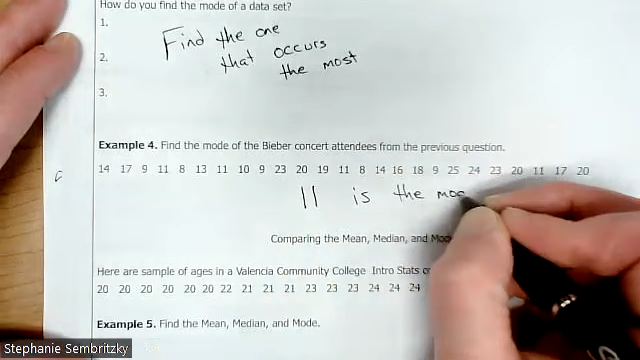 How do you find the mode of a data set?
1.
Find the one
2.
that occurs
the most
3.
Example 4. Find the mode of the Bieber concert attendees from the previous question.
14 17 9 11 8 13 11 10 9 23 20 19 11 8 14 16 18 9 25 24 23 20 11 17 20
11 is the mo
Comparing the Mean, Median, and Mo
Here are sample of ages in a Valencia Community College Intro Stats
20 20 20 20 20 20 22 21 21 21 23 23 23 24 24 24
Example 5. Find the Mean, Median, and Mode.
Stephanie Sembritzky